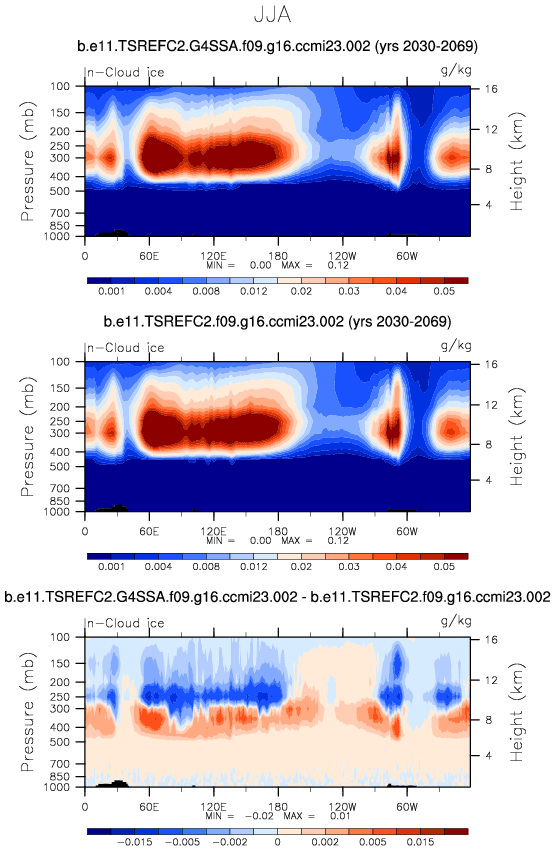 JJA
b.e11.TSREFC2.G4SSA.f09.g16.ccmi23.002 (yrs 2030-2069)
In-Cloud ice g/kg
Pressure (mb)
100
150
200
250
300
400
500
700
850
1000
16
12
8
4
Height (km)
0 60E 120E 180 120W 60W
MIN = 0.00 MAX = 0.12
0.001 0.004 0.008 0.012 0.02 0.03 0.04 0.05
b.e11.TSREFC2.f09.g16.ccmi23.002 (yrs 2030-2069)
In-Cloud ice g/kg
Pressure (mb)
100
150
200
250
300
400
500
700
850
1000
16
12
8
4
Height (km)
0 60E 120E 180 120W 60W
MIN = 0.00 MAX = 0.12
0.001 0.004 0.008 0.012 0.02 0.03 0.04 0.05
b.e11.TSREFC2.G4SSA.f09.g16.ccmi23.002 - b.e11.TSREFC2.f09.g16.ccmi23.002
In-Cloud ice g/kg
Pressure (mb)
100
150
200
250
300
400
500
700
850
1000
16
12
8
4
Height (km)
0 60E 120E 180 120W 60W
MIN = -0.02 MAX = 0.01
-0.015 -0.005 -0.002 0 0.002 0.005 0.015